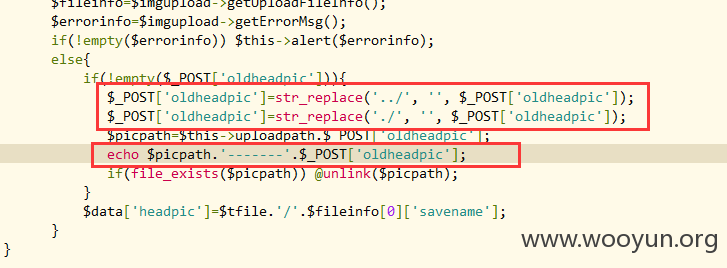 $fileinfo=$imgupload->getUploadFileInfo();
$errorinfo=$imgupload->getErrorMsg();
if(!empty($errorinfo)) $this->alert($errorinfo);
else{
if(!empty($_POST['oldheadpic'])){
$_POST['oldheadpic']=str_replace('../', '', $_POST['oldheadpic']);
$_POST['oldheadpic']=str_replace('./', '', $_POST['oldheadpic']);
$picpath=$this->uploadpath.$_POST['oldheadpic'];
echo $picpath.'-------'.$_POST['oldheadpic'];
if(file_exists($picpath)) @unlink($picpath);
}
$data['headpic']=$tfile.'/'.$fileinfo[0]['savename'];
}
}
www.wooyun.org